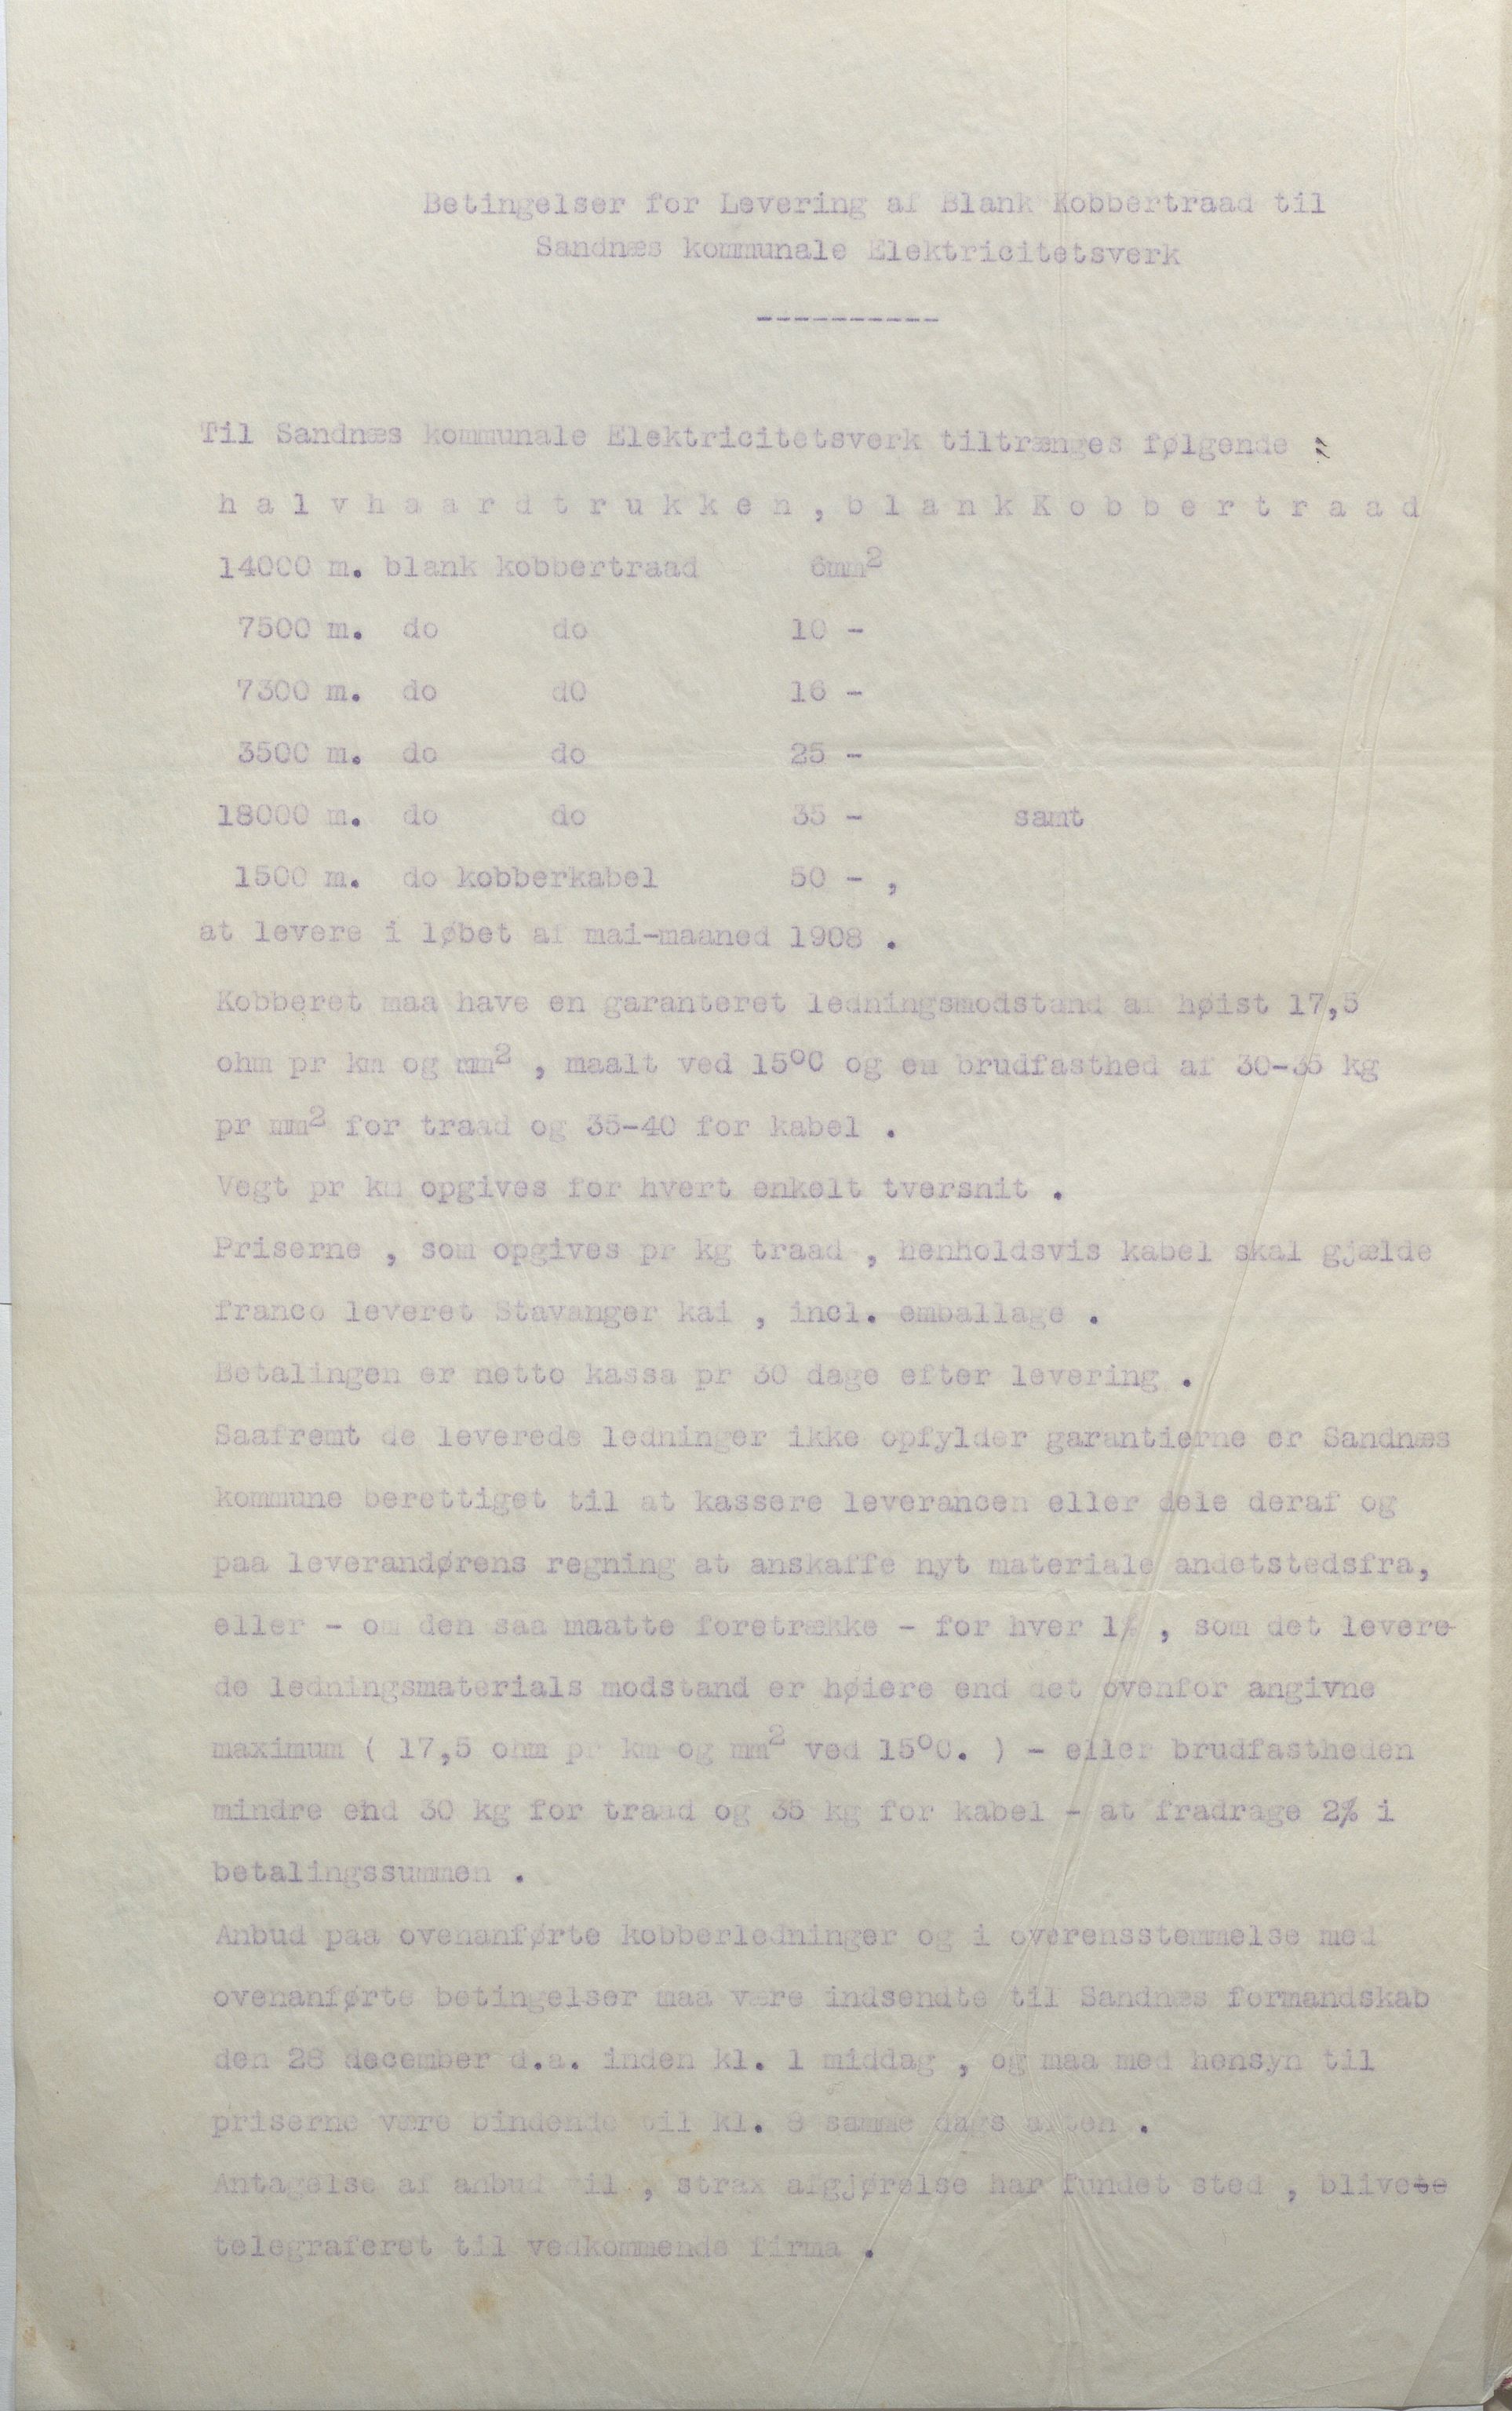 Betingelser for Levering af Blank Kobbertraad til
Sandnæs kommunale Elektricitetsverk
----------
Til Sandnæs kommunale Elektricitetsverk tiltrænges følgende :
h a l v h a a r d t r u k k e n , b l a n k K o b b e r t r a a d
14000 m. blank kobbertraad 6mm²
7500 m. do do 10 -
7300 m. do dO 16 -
3500 m. do do 25 -
18000 m. do do 35 - samt
1500 m. do kobberkabel 50 - ,
at levere i løbet af mai-maaned 1908 .
Kobberet maa have en garanteret ledningsmodstand af høist 17,5
ohm pr km og mm² , maalt ved 15°C og en brudfasthed af 30-35 kg
pr mm² for traad og 35-40 for kabel .
Vegt pr km opgives for hvert enkelt tversnit .
Priserne , som opgives pr kg traad , henholdsvis kabel skal gjælde
franco leveret Stavanger kai , incl. emballage .
Betalingen er netto kassa pr 30 dage efter levering .
Saafremt de leverede ledninger ikke opfylder garantierne er Sandnæs
kommune berettiget til at kassere leverancen eller dele deraf og
paa leverandørens regning at anskaffe nyt materiale andetstedsfra,
eller - om den saa maatte foretrække - for hver 1% , som det levere-
de ledningsmaterials modstand er høiere end det ovenfor angivne
maximum ( 17,5 ohm pr km og mm² ved 15°C. ) - eller brudfastheden
mindre end 30 kg for traad og 35 kg for kabel - at fradrage 2% i
betalingssummen .
Anbud paa ovenanførte kobberledninger og i overensstemmelse med
ovenanførte betingelser maa være indsendte til Sandnæs formandskab
den 28 december d.a. inden kl. 1 middag , og maa med hensyn til
priserne være bindende til kl. 8 samme dags aften .
Antagelse af anbud vil , strax afgjørelse har fundet sted , blive
telegraferet til vedkommende firma .